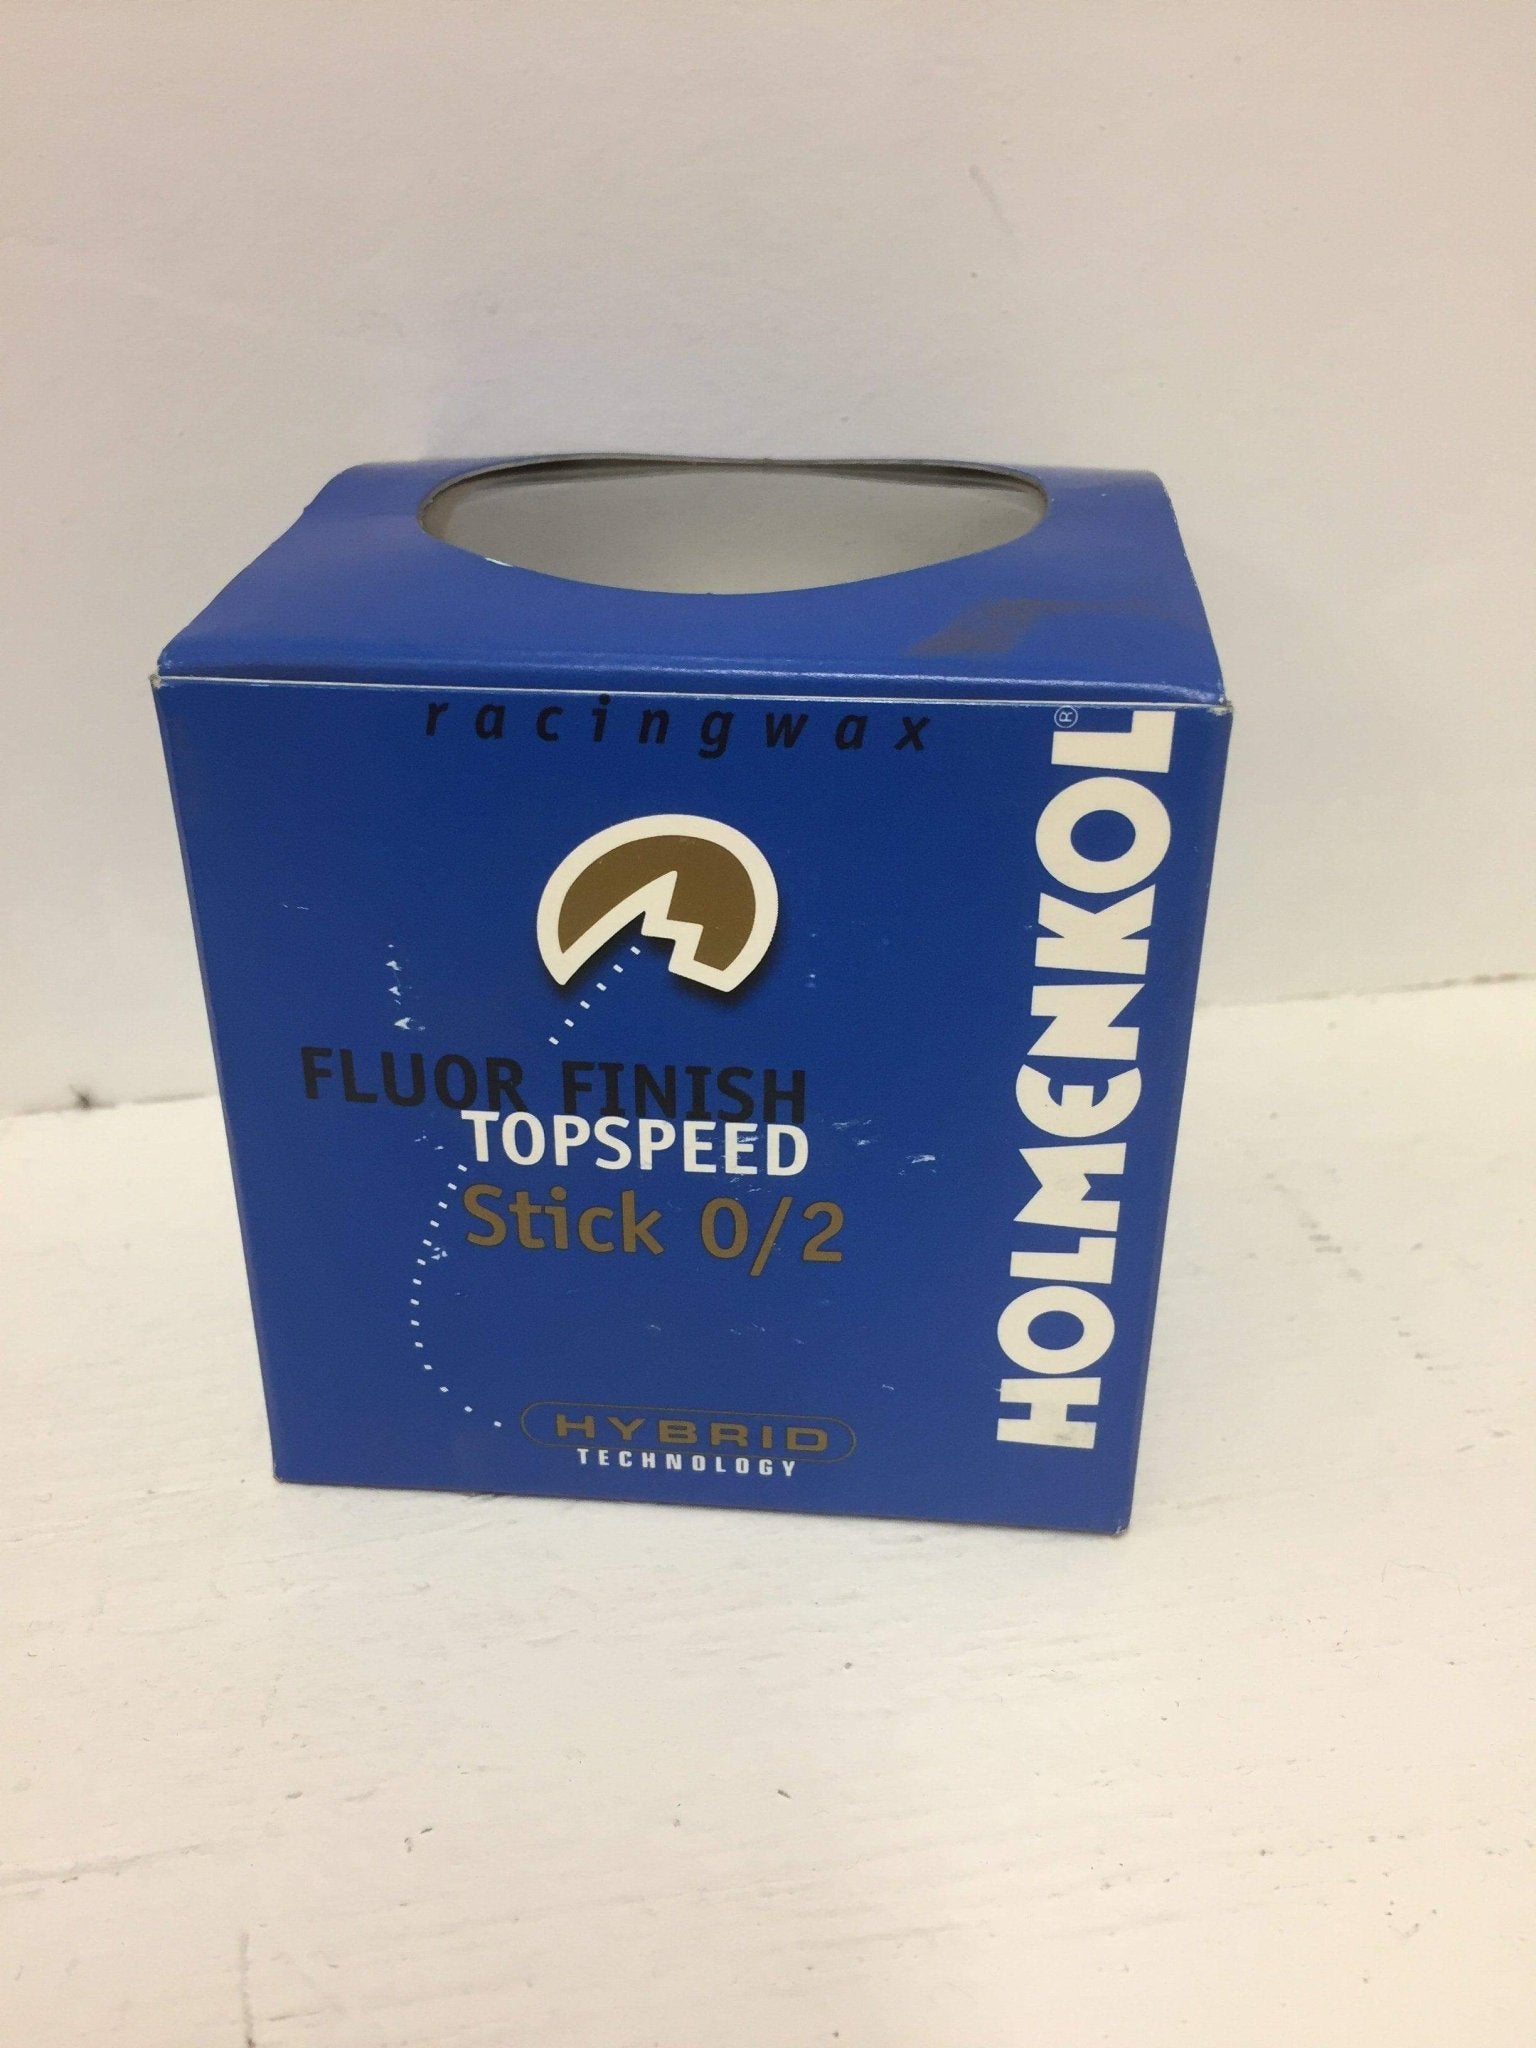 racingwax
HOLMENKOL®
FLUOR FINISH
TOPSPEED
Stick 0/2
HYBRID
TECHNOLOGY